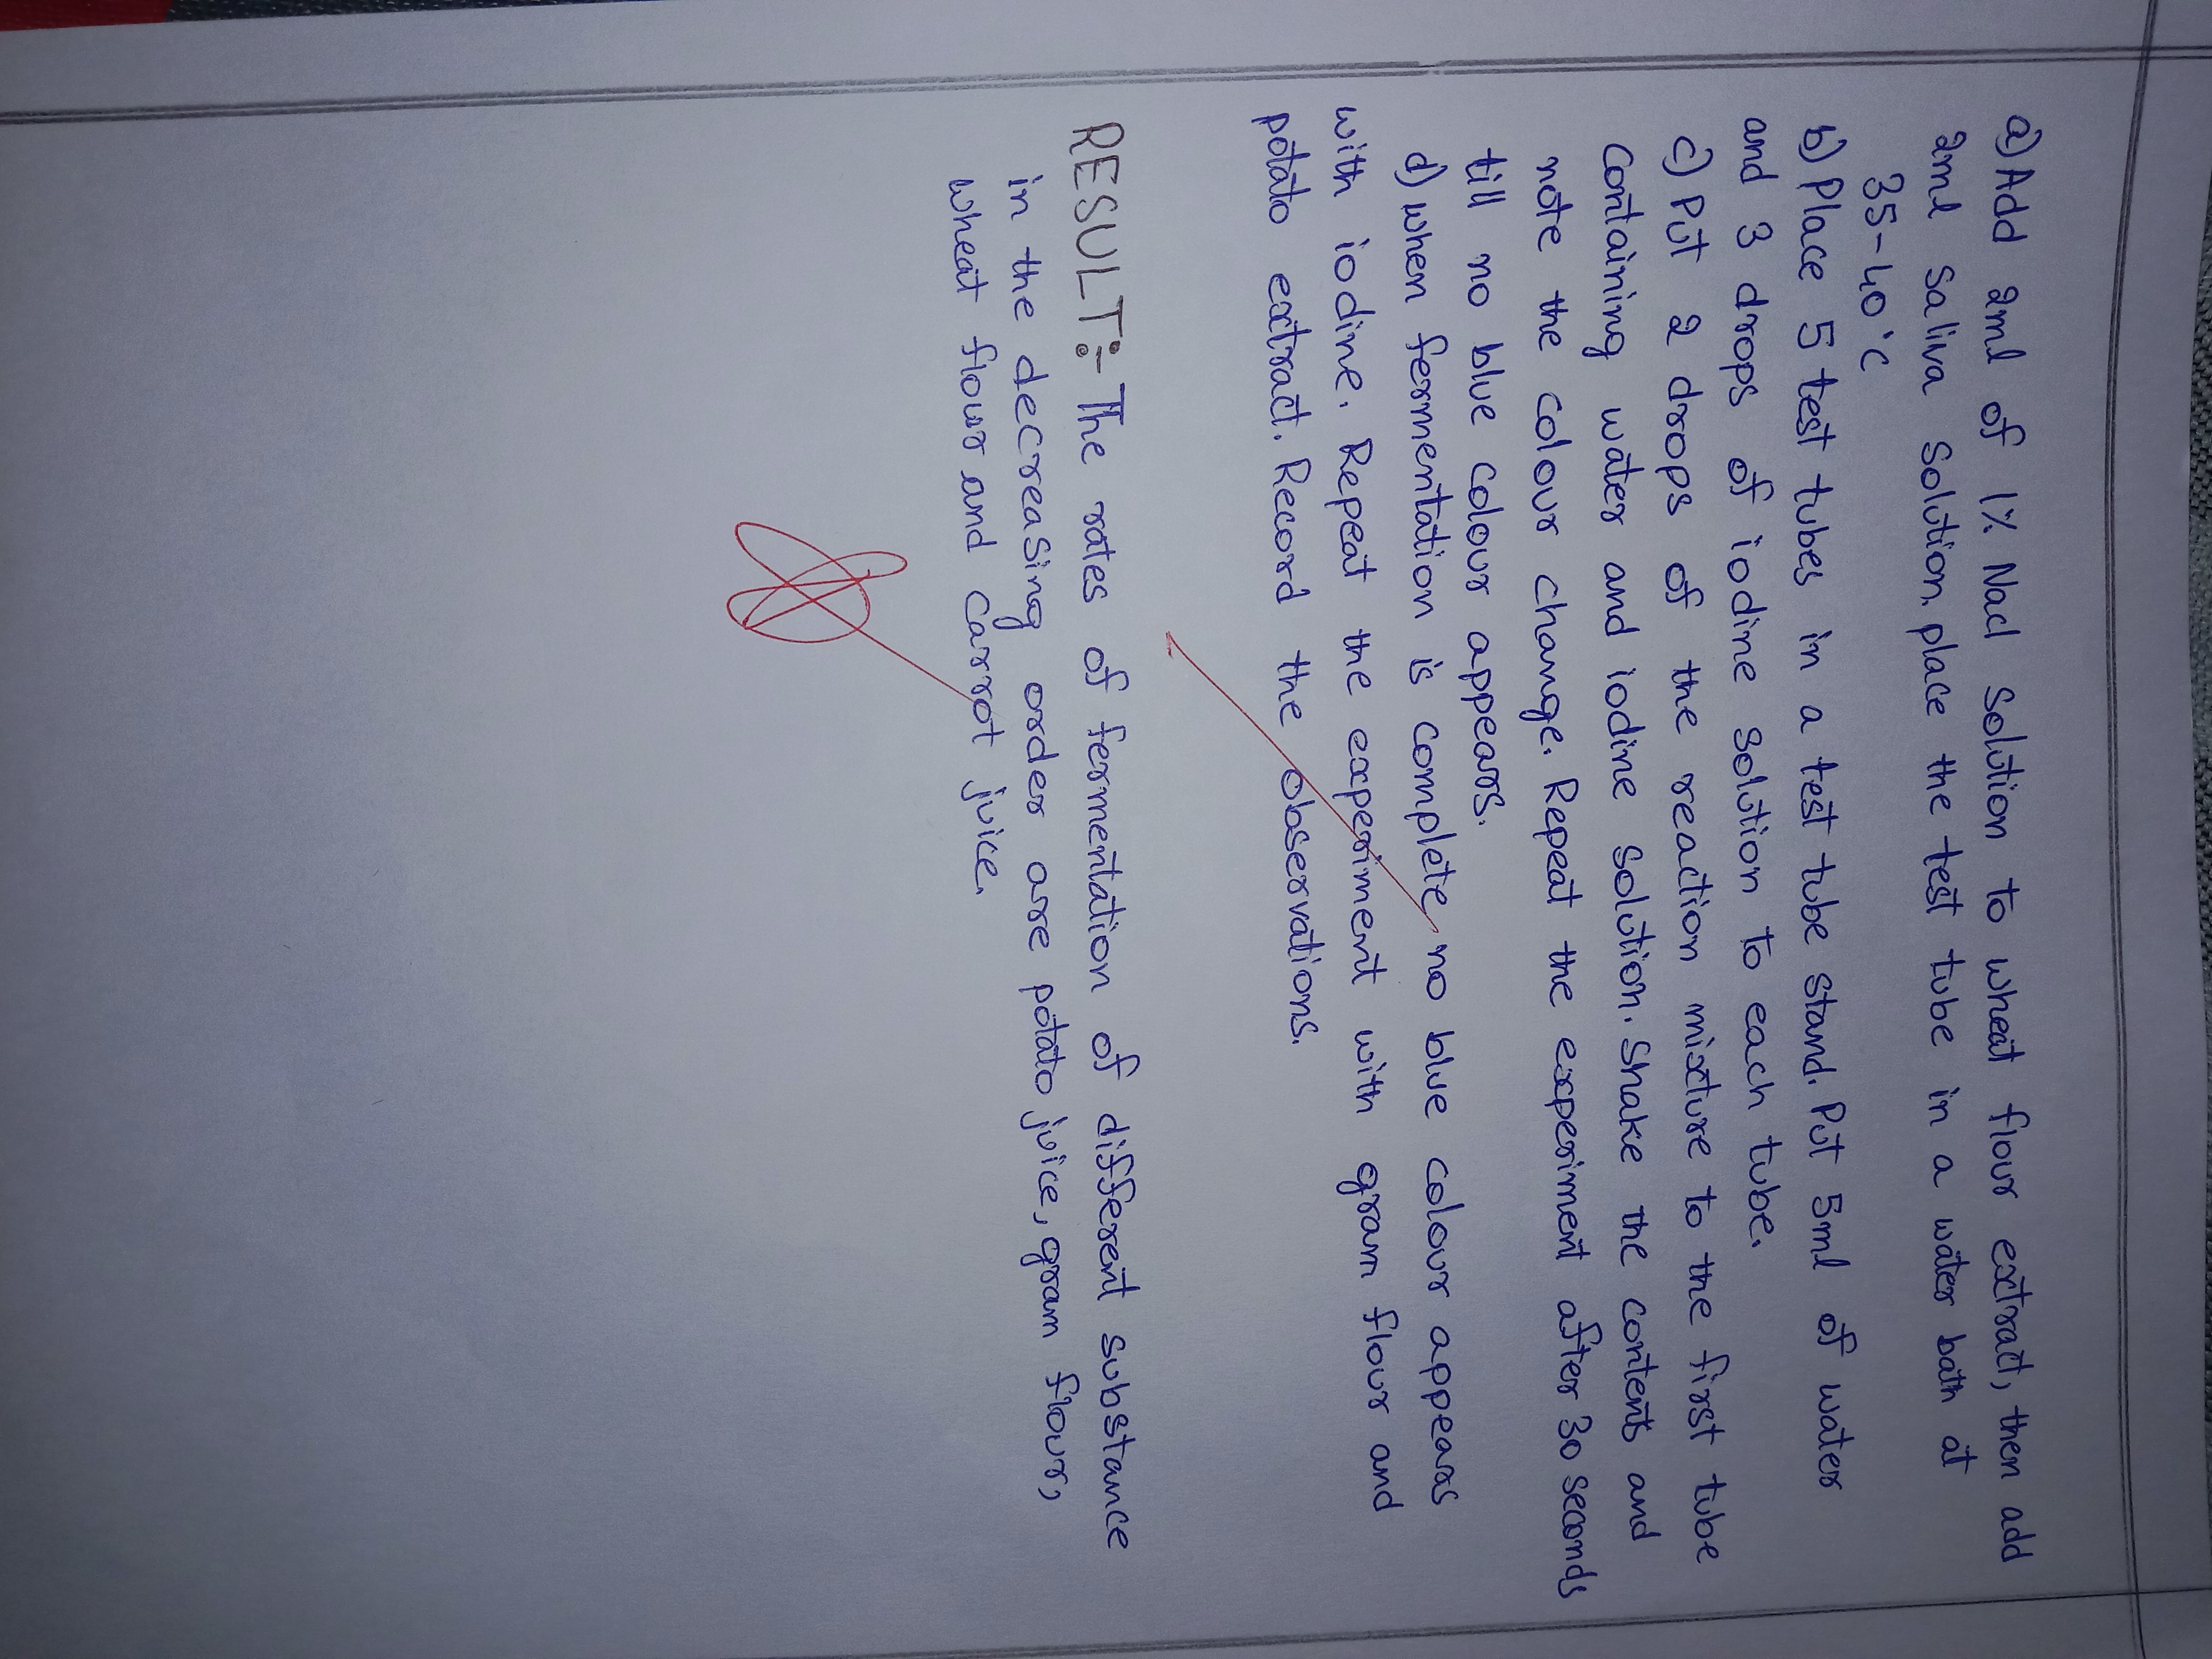 a) Add 2ml of 1% Nacl solution to wheat flour extract, then add
2ml saliva solution. place the test tube in a water bath at
35-40°C
b) Place 5 test tubes in a test tube stand. Put 5ml of water
and 3 drops of iodine solution to each tube.
c) Put 2 drops of the reaction mixture to the first tube
containing water and iodine solution. Shake the contents and
note the colour change. Repeat the experiment after 30 seconds
till no blue colour appears.
d) when fermentation is complete no blue colour appears
with iodine. Repeat the experiment with gram flour and
potato extract. Record the observations.
RESULT:- The rates of fermentation of different substance
in the decreasing order are potato juice, gram flour,
wheat flour and carrot juice.